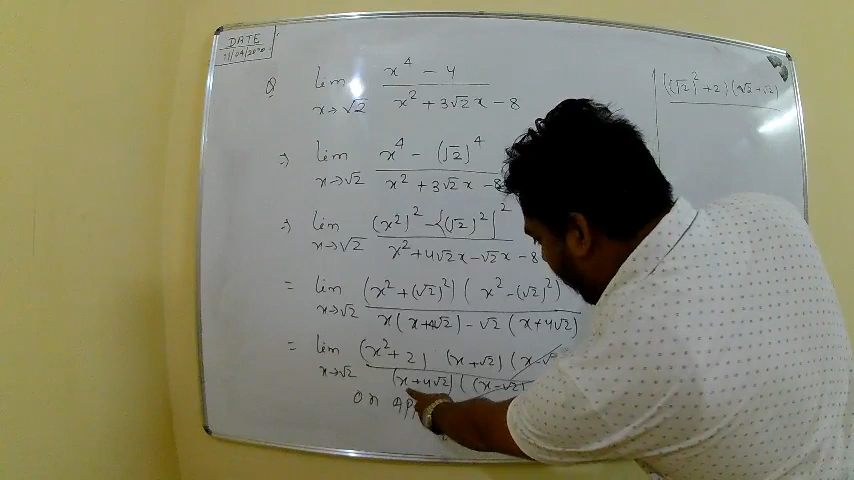 DATE
11/04/2020
Q lim x→√2 x⁴ - 4 / x² + 3√2x - 8
⇒ lim x→√2 x⁴ - (√2)⁴ / x² + 3√2x - 8
⇒ lim x→√2 (x²)² - {(√2)²}² / x² + 4√2x - √2x - 8
= lim x→√2 (x² + (√2)²) (x² - (√2)²) / x(x+4√2) - √2 (x+4√2)
= lim x→√2 (x² + 2) (x+√2) (x-√ / (x+4√2) ((x-√2)
On App
((√2)² + 2) (√2 + √2)